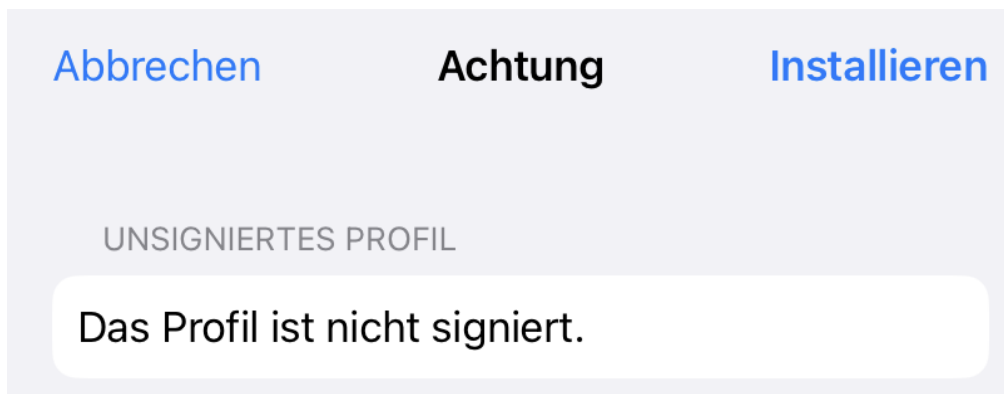 Abbrechen Achtung Installieren
UNSIGNIERTES PROFIL
Das Profil ist nicht signiert.